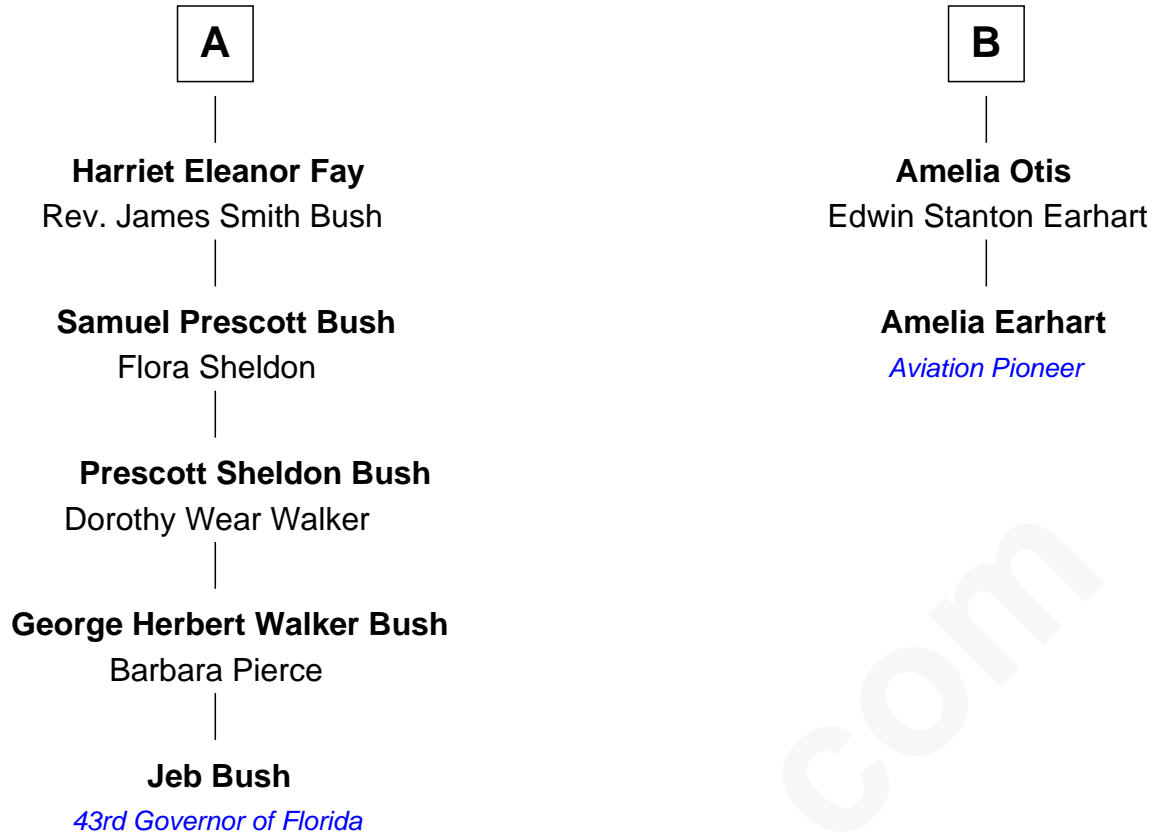 A
Harriet Eleanor Fay
Rev. James Smith Bush
Samuel Prescott Bush
Flora Sheldon
Prescott Sheldon Bush
Dorothy Wear Walker
George Herbert Walker Bush
Barbara Pierce
Jeb Bush
43rd Governor of Florida
B
Amelia Otis
Edwin Stanton Earhart
Amelia Earhart
Aviation Pioneer
com